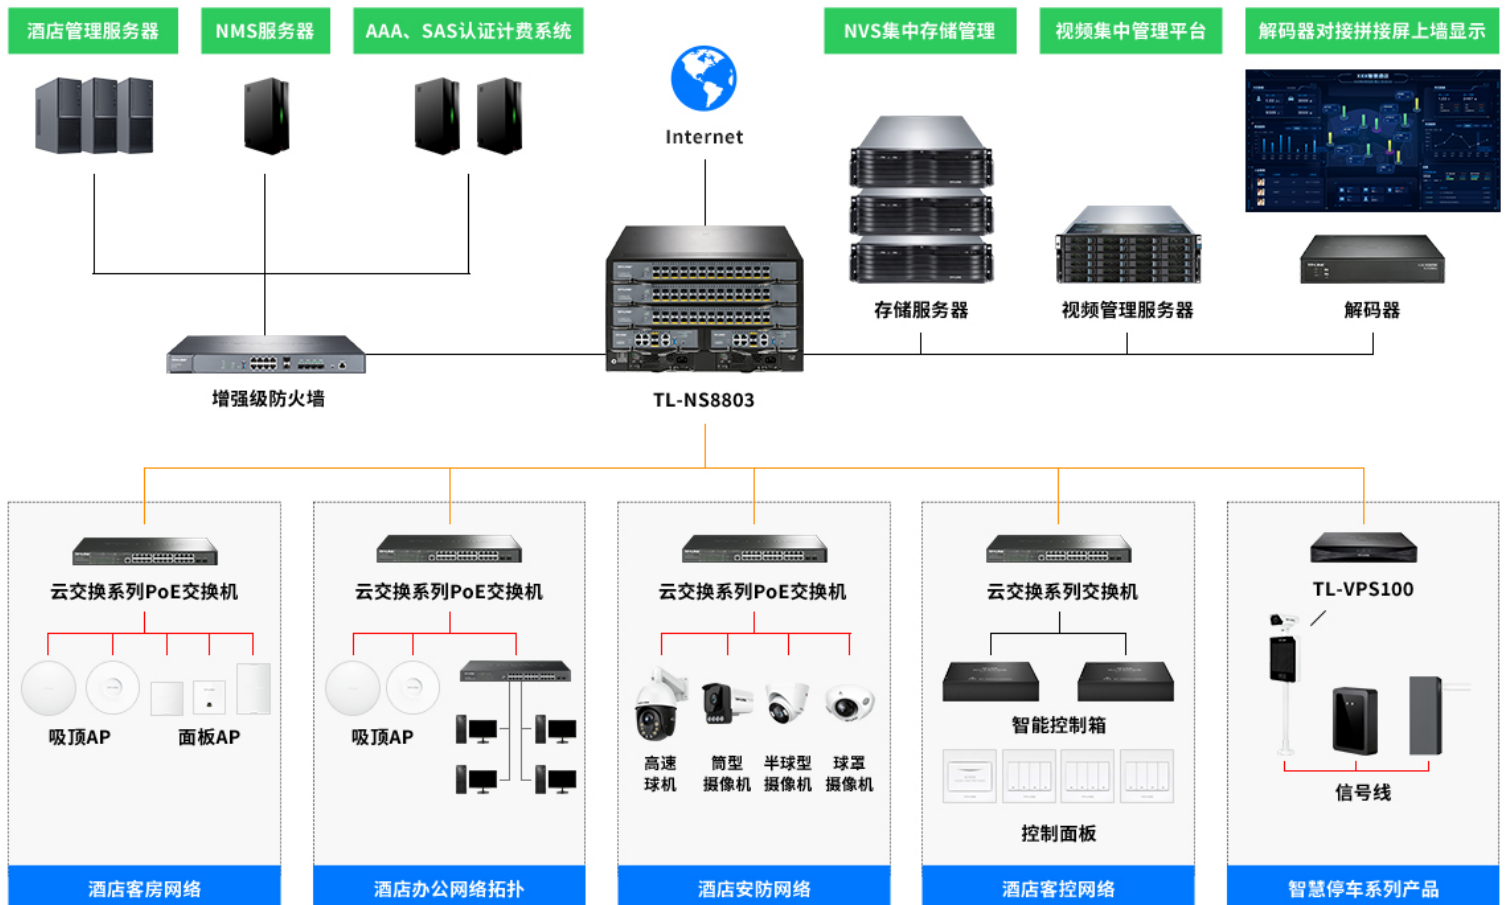 酒店管理服务器
NMS服务器
AAA、SAS认证计费系统
NVS集中存储管理
视频集中管理平台
解码器对接拼接屏上墙显示
Internet
存储服务器
视频管理服务器
解码器
增强级防火墙
TL-NS8803
云交换系列PoE交换机
云交换系列PoE交换机
云交换系列PoE交换机
云交换系列交换机
TL-VPS100
吸顶AP
面板AP
吸顶AP
高速
球机
筒型
摄像机
半球型
摄像机
球罩
摄像机
智能控制箱
控制面板
信号线
酒店客房网络
酒店办公网络拓扑
酒店安防网络
酒店客控网络
智慧停车系列产品